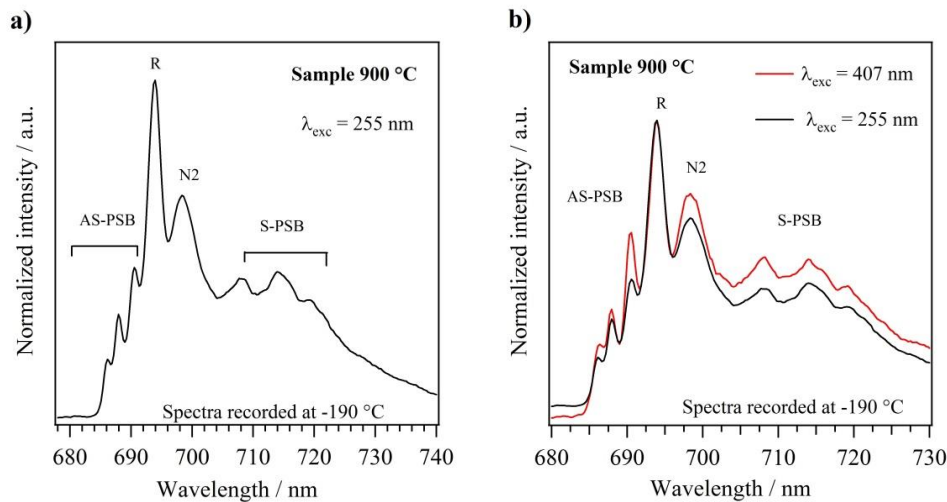 a)
Sample 900 °C
λexc = 255 nm
R
N2
AS-PSB
S-PSB
Spectra recorded at -190 °C
Normalized intensity / a.u.
680 690 700 710 720 730 740
Wavelength / nm
b)
Sample 900 °C
λexc = 407 nm
λexc = 255 nm
R
N2
AS-PSB
S-PSB
Spectra recorded at -190 °C
Normalized intensity / a.u.
680 690 700 710 720 730
Wavelength / nm